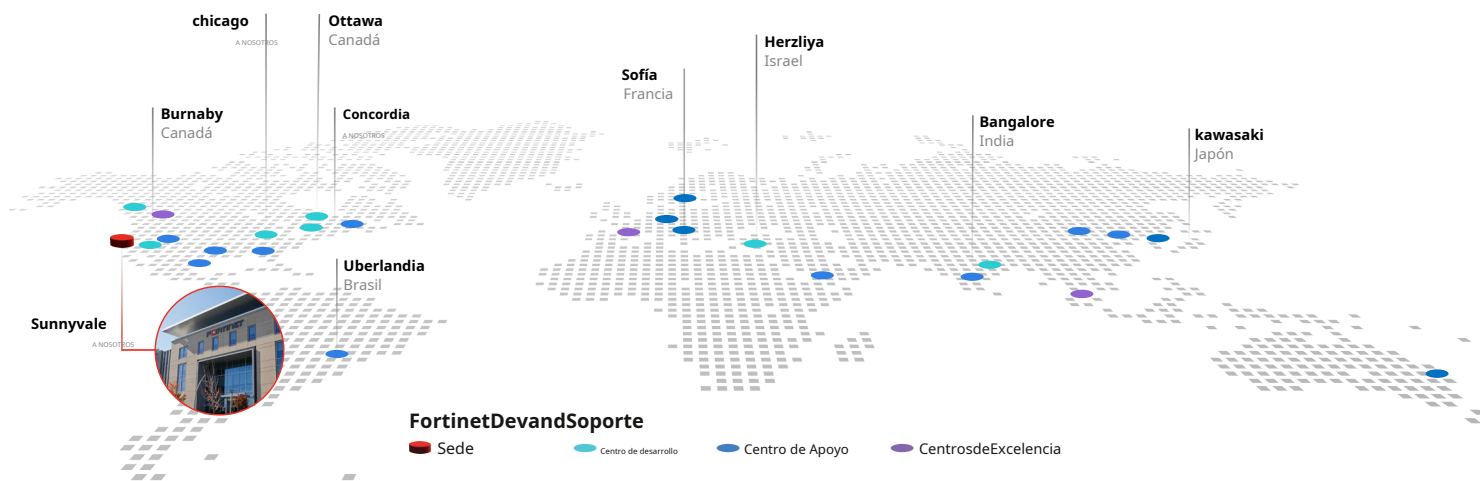 chicago
A NOSOTROS
Ottawa
Canadá
Herzliya
Israel
Sofía
Francia
Burnaby
Canadá
Concordia
A NOSOTROS
Bangalore
India
kawasaki
Japón
Uberlandia
Brasil
Sunnyvale
A NOSOTROS
FORTINET
FortinetDevandSoporte
Sede
Centro de desarrollo
Centro de Apoyo
CentrosdeExcelencia